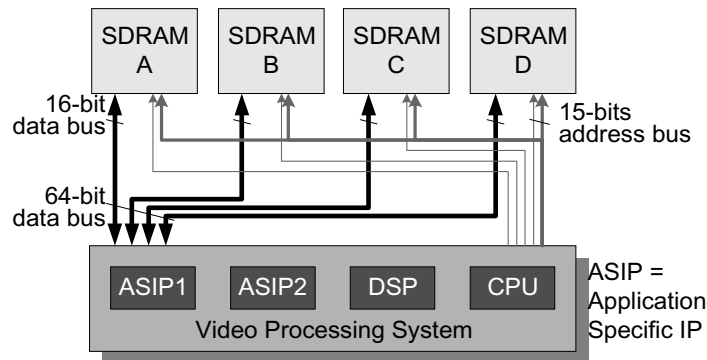 SDRAM
A
SDRAM
B
SDRAM
C
SDRAM
D
16-bit
data bus
15-bits
address bus
64-bit
data bus
ASIP1
ASIP2
DSP
CPU
Video Processing System
ASIP =
Application
Specific IP